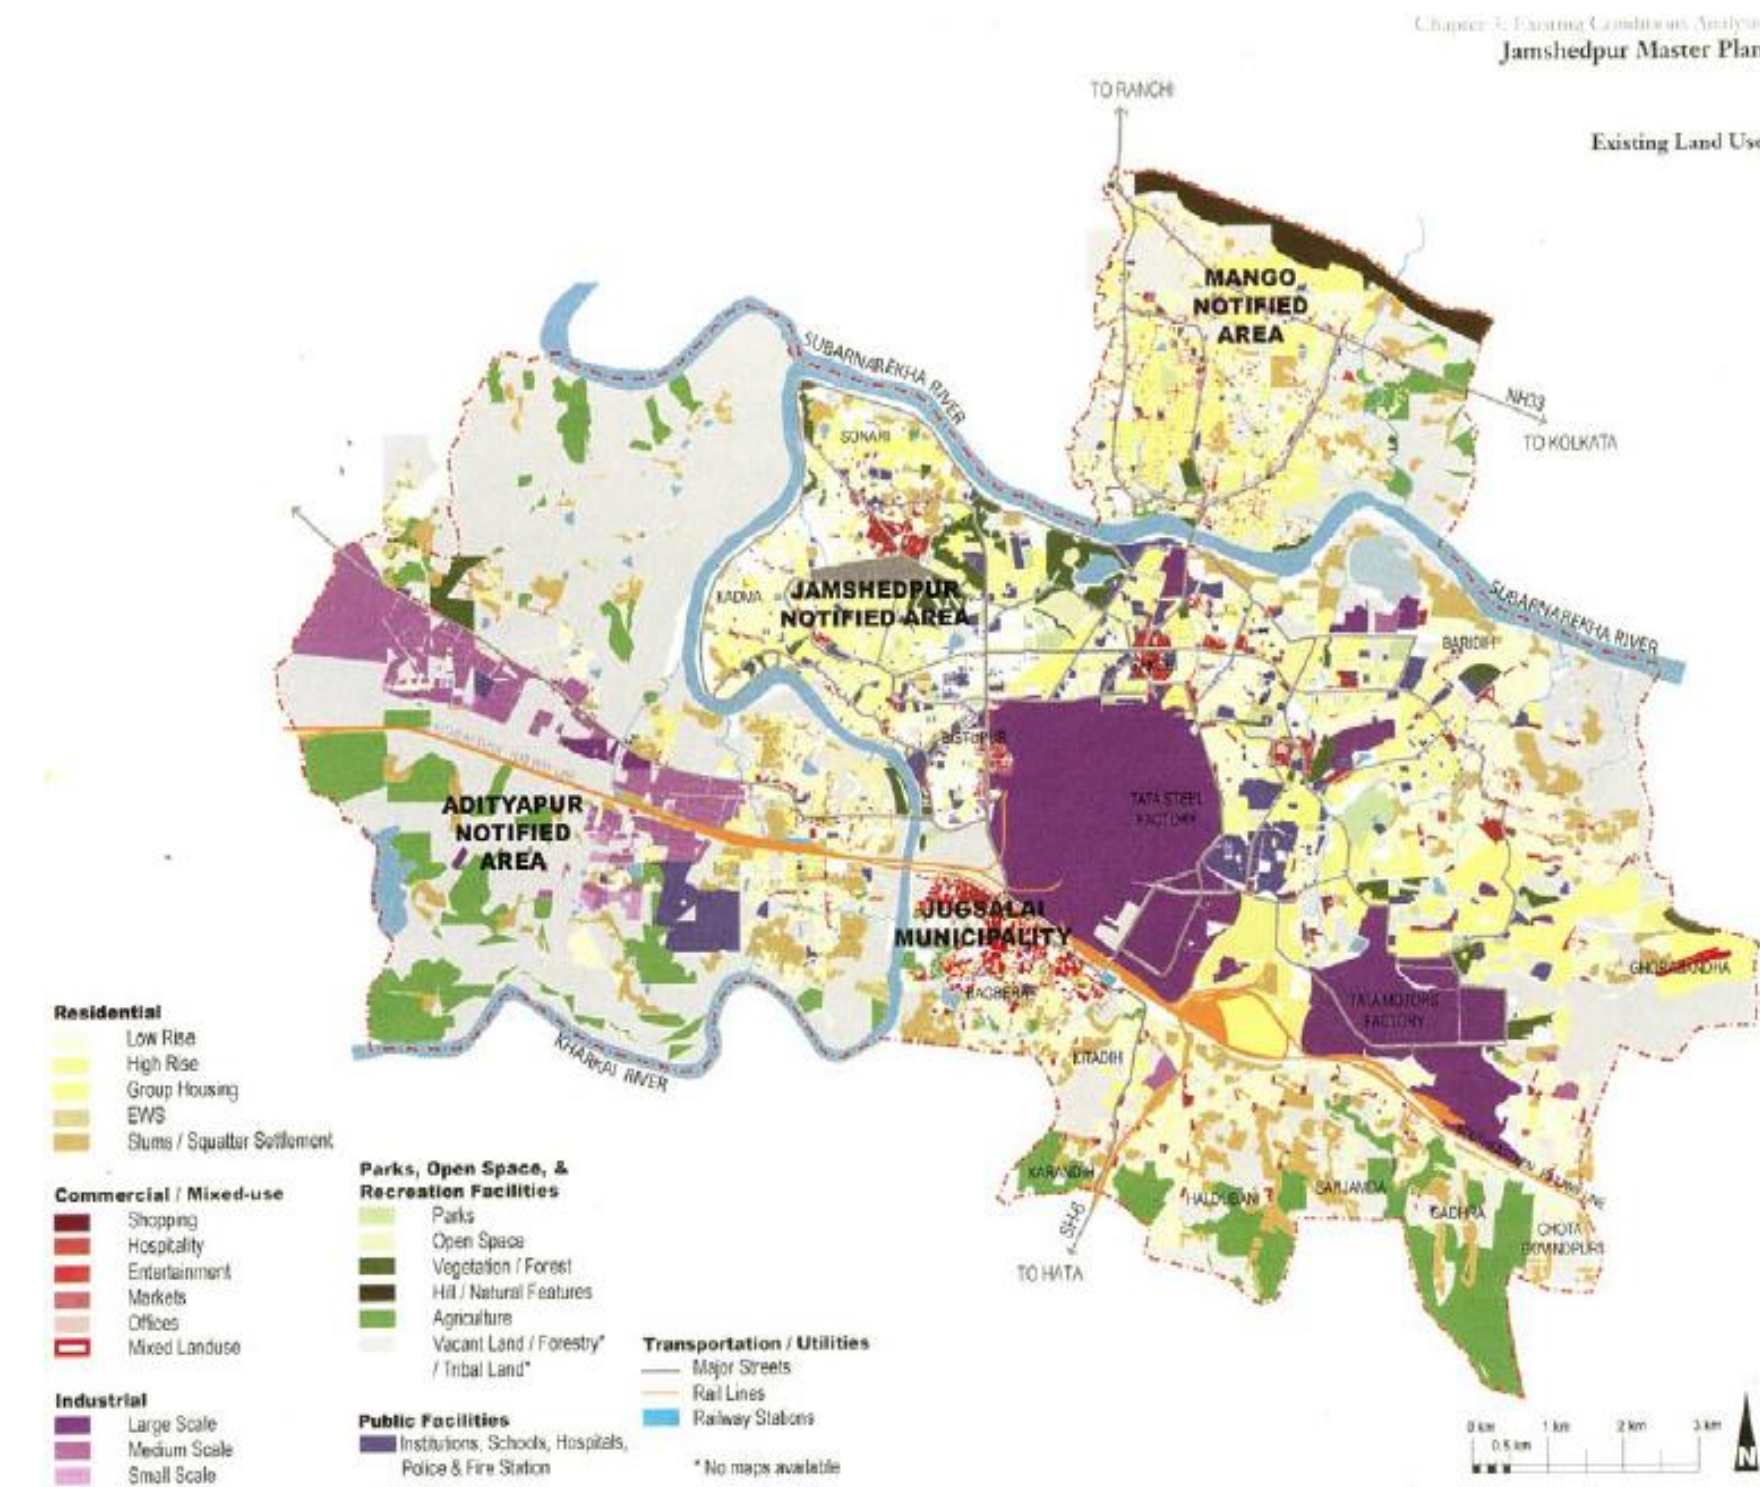 Chapter 3: Existing Conditions Analysis
Jamshedpur Master Plan
Existing Land Use
TO RANCHI
MANGO
NOTIFIED
AREA
SUBARNAREKHA RIVER
NH33
TO KOLKATA
SONARI
KADMA
JAMSHEDPUR
NOTIFIED AREA
SUBARNAREKHA RIVER
BARIDIH
BISTUPUR
ADITYAPUR
NOTIFIED
AREA
TATA STEEL
FACTORY
JUGSALAI
MUNICIPALITY
BAGBERA
GHORABANDHA
TATA MOTORS
FACTORY
KHARKAI RIVER
KITADIH
KARANDIH
HALDUBANI
SARJAMDA
GADHRA
CHOTA
GOVINDPUR
SH6
TO HATA
Residential
Low Rise
High Rise
Group Housing
EWS
Slums / Squatter Settlement
Commercial / Mixed-use
Shopping
Hospitality
Entertainment
Markets
Offices
Mixed Landuse
Industrial
Large Scale
Medium Scale
Small Scale
Parks, Open Space, &
Recreation Facilities
Parks
Open Space
Vegetation / Forest
Hill / Natural Features
Agriculture
Vacant Land / Forestry*
/ Tribal Land*
Public Facilities
Institutions, Schools, Hospitals,
Police & Fire Station
Transportation / Utilities
Major Streets
Rail Lines
Railway Stations
* No maps available
0 km 1 km 2 km 3 km
0.5 km
N